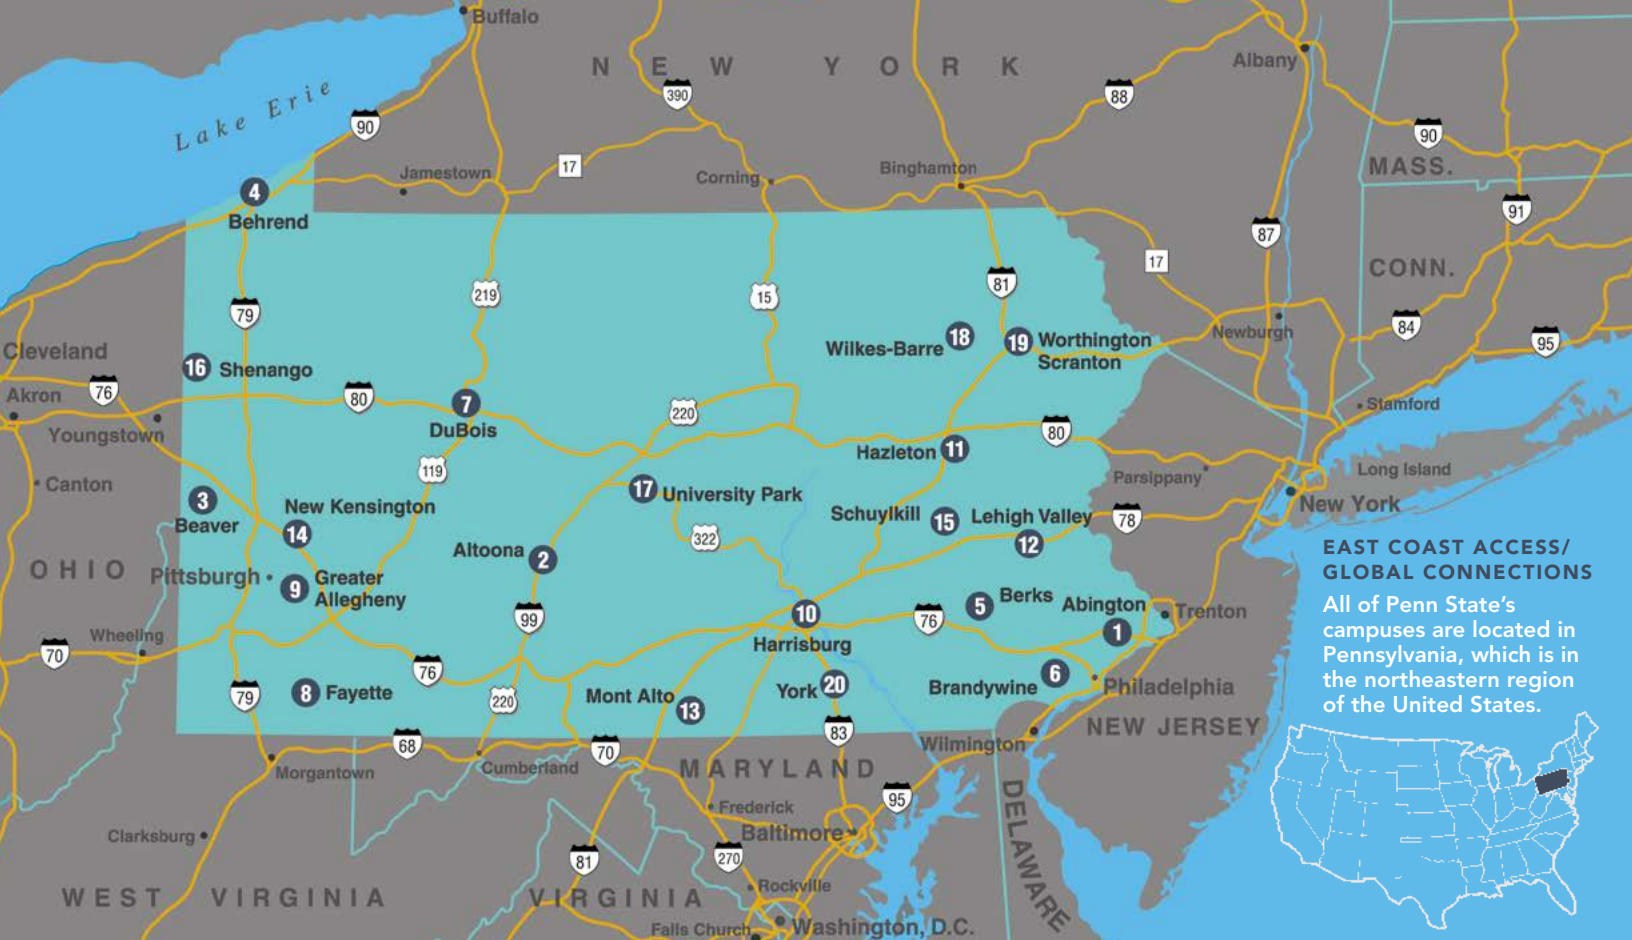 Buffalo
N E W Y O R K
Albany
Lake Erie
390
88
90
90
17
MASS.
Jamestown
Corning
Binghamton
4
Behrend
91
87
17
CONN.
219
15
81
79
84
95
Newburgh
Cleveland
16 Shenango
Wilkes-Barre 18
19 Worthington
Scranton
76
80
Akron
7
DuBois
220
Stamford
Youngstown
80
Hazleton 11
119
Parsippany
Long Island
Canton
3
Beaver
17 University Park
New York
New Kensington
14
Schuylkill 15
Lehigh Valley
12
78
322
Altoona 2
OHIO
Pittsburgh
9 Greater
Allegheny
EAST COAST ACCESS/
GLOBAL CONNECTIONS
All of Penn State's
campuses are located in
Pennsylvania, which is in
the northeastern region
of the United States.
5 Berks
Abington
1
Trenton
99
10
Harrisburg
76
Wheeling
70
76
79
8 Fayette
220
Mont Alto
13
York 20
Brandywine 6
Philadelphia
NEW JERSEY
83
68
70
Wilmington
Morgantown
Cumberland
MARYLAND
DELAWARE
95
Frederick
Baltimore
Clarksburg
81
270
Rockville
WEST VIRGINIA
VIRGINIA
Falls Church
Washington, D.C.